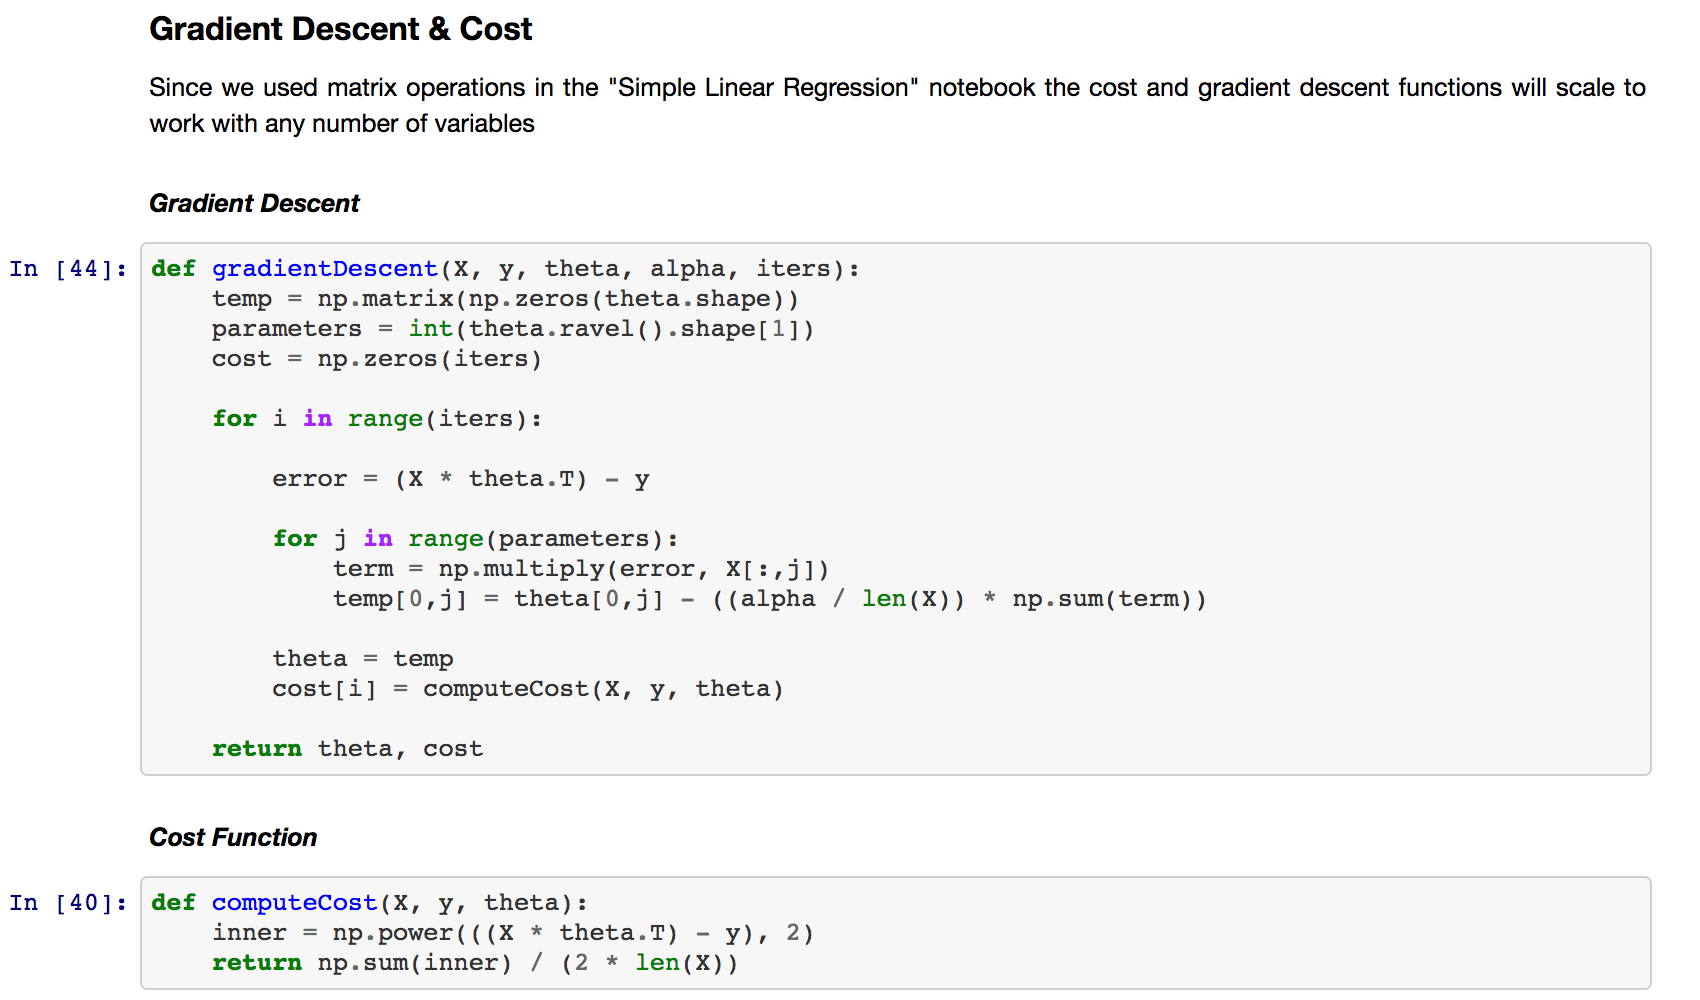 Gradient Descent & Cost
Since we used matrix operations in the "Simple Linear Regression" notebook the cost and gradient descent functions will scale to
work with any number of variables
Gradient Descent
In [44]: def gradientDescent(X, y, theta, alpha, iters):
    temp = np.matrix(np.zeros(theta.shape))
    parameters = int(theta.ravel().shape[1])
    cost = np.zeros(iters)
    for i in range(iters):
        error = (X * theta.T) - y
        for j in range(parameters):
            term = np.multiply(error, X[:,j])
            temp[0,j] = theta[0,j] - ((alpha / len(X)) * np.sum(term))
        theta = temp
        cost[i] = computeCost(X, y, theta)
    return theta, cost
Cost Function
In [40]: def computeCost(X, y, theta):
    inner = np.power(((X * theta.T) - y), 2)
    return np.sum(inner) / (2 * len(X))